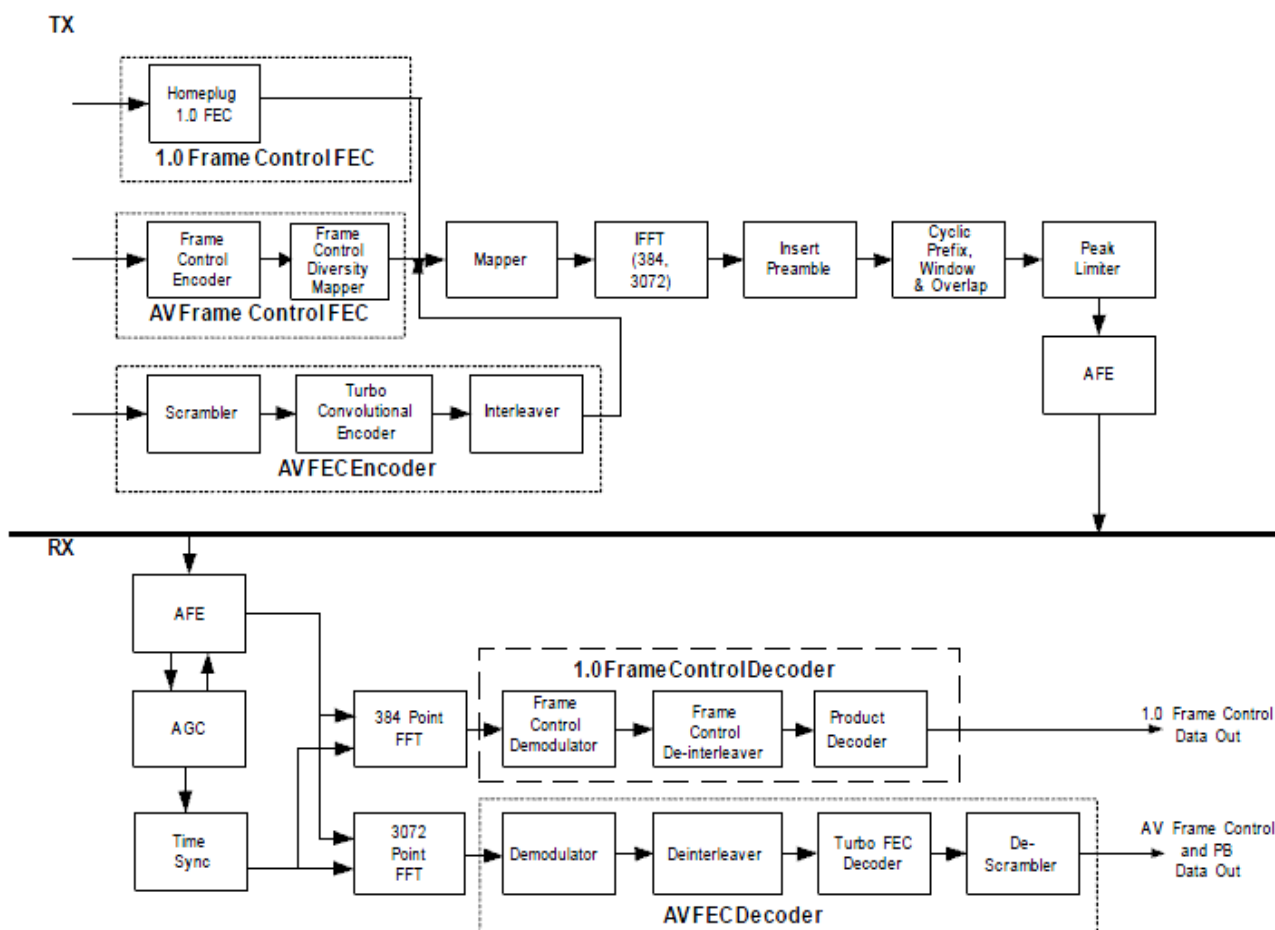 TX
Homeplug
1.0 FEC
1.0 Frame Control FEC
Frame
Control
Encoder
Frame
Control
Diversity
Mapper
AV Frame Control FEC
Mapper
IFFT
(384,
3072)
Insert
Preamble
Cyclic
Prefix,
Window
& Overlap
Peak
Limiter
AFE
Scrambler
Turbo
Convolutional
Encoder
Interleaver
AV FEC Encoder
RX
AFE
AGC
Time
Sync
384 Point
FFT
3072
Point
FFT
1.0 Frame Control Decoder
Frame
Control
Demodulator
Frame
Control
De-interleaver
Product
Decoder
1.0 Frame Control
Data Out
Demodulator
Deinterleaver
Turbo FEC
Decoder
De-
Scrambler
AV Frame Control
and PB
Data Out
AV FEC Decoder